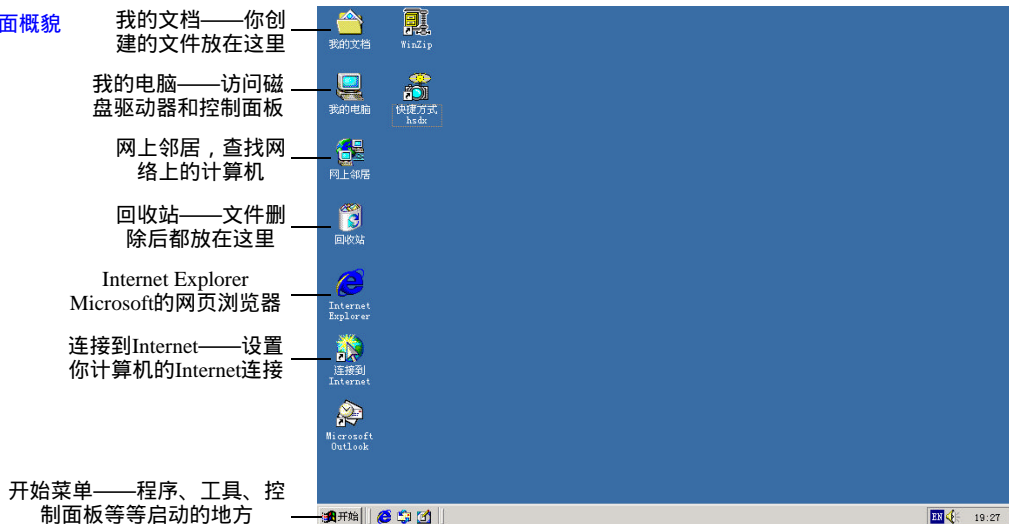 面概貌
我的文档——你创
建的文件放在这里
我的电脑——访问磁
盘驱动器和控制面板
网上邻居，查找网
络上的计算机
回收站——文件删
除后都放在这里
Internet Explorer
Microsoft的网页浏览器
连接到Internet——设置
你计算机的Internet连接
开始菜单——程序、工具、控
制面板等等启动的地方
我的文档
WinZip
我的电脑
快捷方式
hsdx
网上邻居
回收站
Internet
Explorer
连接到
Internet
Microsoft
Outlook
开始
EN
19:27